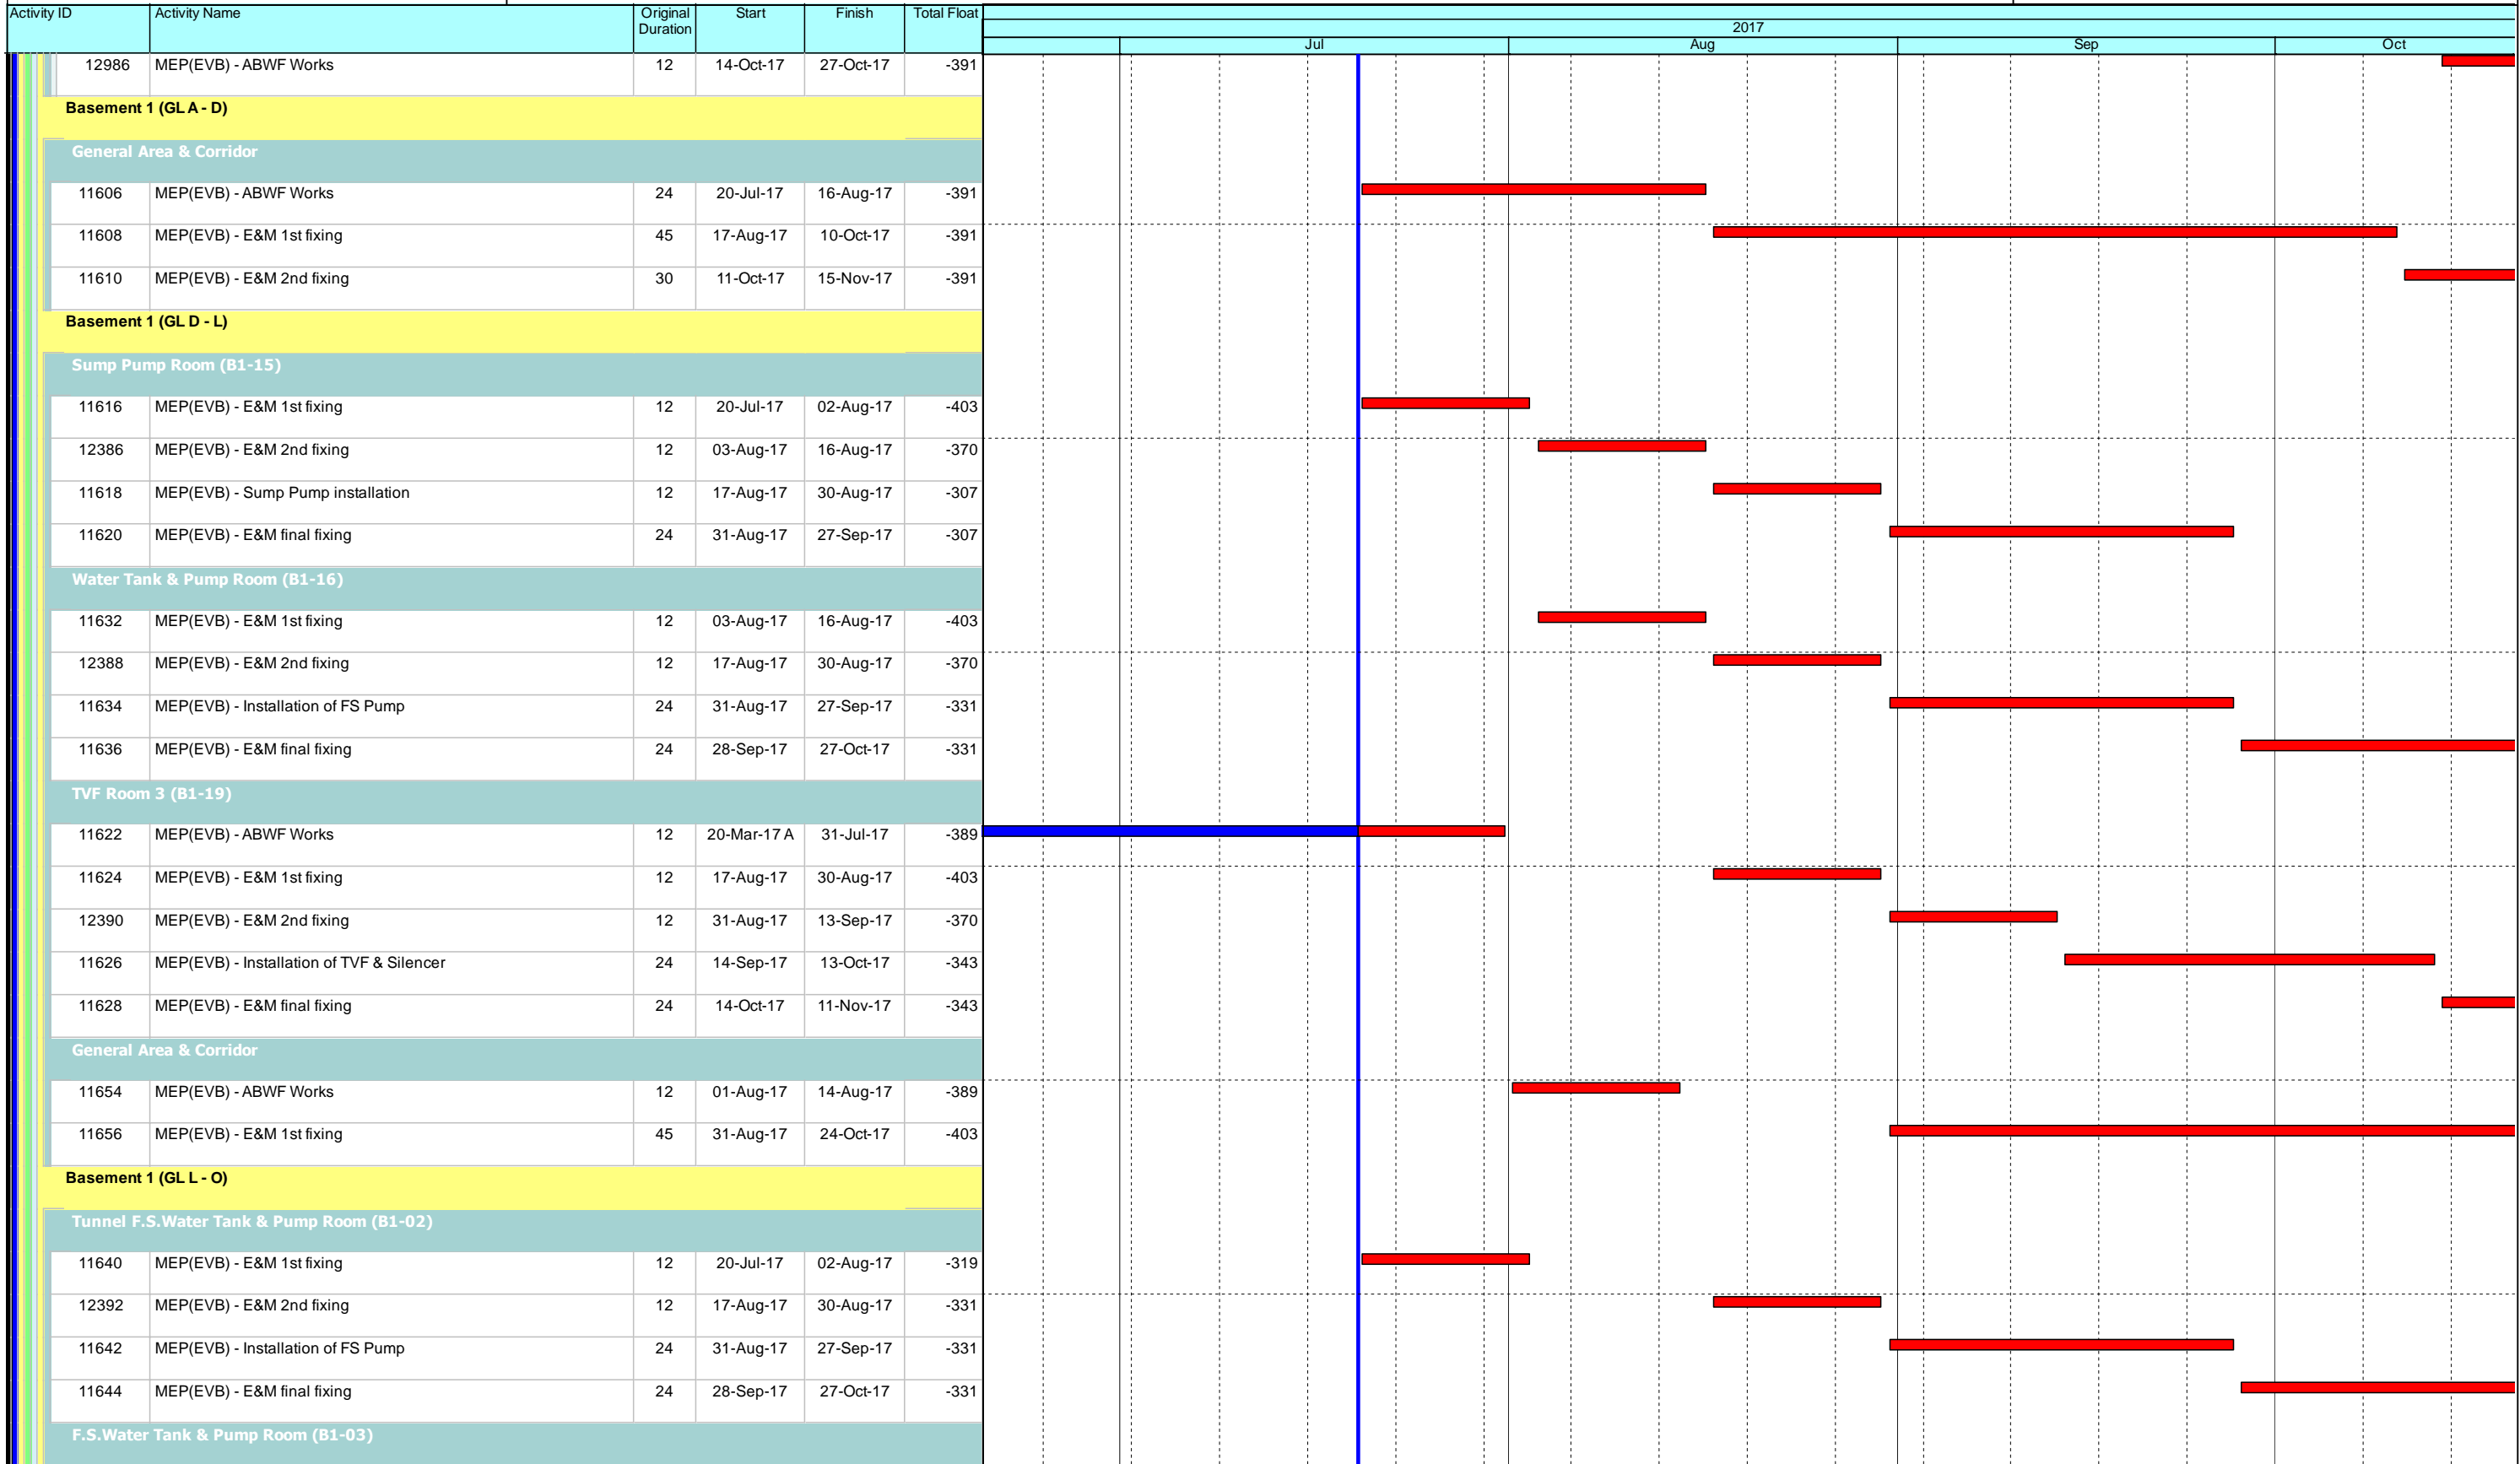 Activity ID Activity Name Original Duration Start Finish Total Float
2017
Jul Aug Sep Oct
12986 MEP(EVB) - ABWF Works 12 14-Oct-17 27-Oct-17 -391
Basement 1 (GL A - D)
General Area & Corridor
11606 MEP(EVB) - ABWF Works 24 20-Jul-17 16-Aug-17 -391
11608 MEP(EVB) - E&M 1st fixing 45 17-Aug-17 10-Oct-17 -391
11610 MEP(EVB) - E&M 2nd fixing 30 11-Oct-17 15-Nov-17 -391
Basement 1 (GL D - L)
Sump Pump Room (B1-15)
11616 MEP(EVB) - E&M 1st fixing 12 20-Jul-17 02-Aug-17 -403
12386 MEP(EVB) - E&M 2nd fixing 12 03-Aug-17 16-Aug-17 -370
11618 MEP(EVB) - Sump Pump installation 12 17-Aug-17 30-Aug-17 -307
11620 MEP(EVB) - E&M final fixing 24 31-Aug-17 27-Sep-17 -307
Water Tank & Pump Room (B1-16)
11632 MEP(EVB) - E&M 1st fixing 12 03-Aug-17 16-Aug-17 -403
12388 MEP(EVB) - E&M 2nd fixing 12 17-Aug-17 30-Aug-17 -370
11634 MEP(EVB) - Installation of FS Pump 24 31-Aug-17 27-Sep-17 -331
11636 MEP(EVB) - E&M final fixing 24 28-Sep-17 27-Oct-17 -331
TVF Room 3 (B1-19)
11622 MEP(EVB) - ABWF Works 12 20-Mar-17 A 31-Jul-17 -389
11624 MEP(EVB) - E&M 1st fixing 12 17-Aug-17 30-Aug-17 -403
12390 MEP(EVB) - E&M 2nd fixing 12 31-Aug-17 13-Sep-17 -370
11626 MEP(EVB) - Installation of TVF & Silencer 24 14-Sep-17 13-Oct-17 -343
11628 MEP(EVB) - E&M final fixing 24 14-Oct-17 11-Nov-17 -343
General Area & Corridor
11654 MEP(EVB) - ABWF Works 12 01-Aug-17 14-Aug-17 -389
11656 MEP(EVB) - E&M 1st fixing 45 31-Aug-17 24-Oct-17 -403
Basement 1 (GL L - O)
Tunnel F.S.Water Tank & Pump Room (B1-02)
11640 MEP(EVB) - E&M 1st fixing 12 20-Jul-17 02-Aug-17 -319
12392 MEP(EVB) - E&M 2nd fixing 12 17-Aug-17 30-Aug-17 -331
11642 MEP(EVB) - Installation of FS Pump 24 31-Aug-17 27-Sep-17 -331
11644 MEP(EVB) - E&M final fixing 24 28-Sep-17 27-Oct-17 -331
F.S.Water Tank & Pump Room (B1-03)